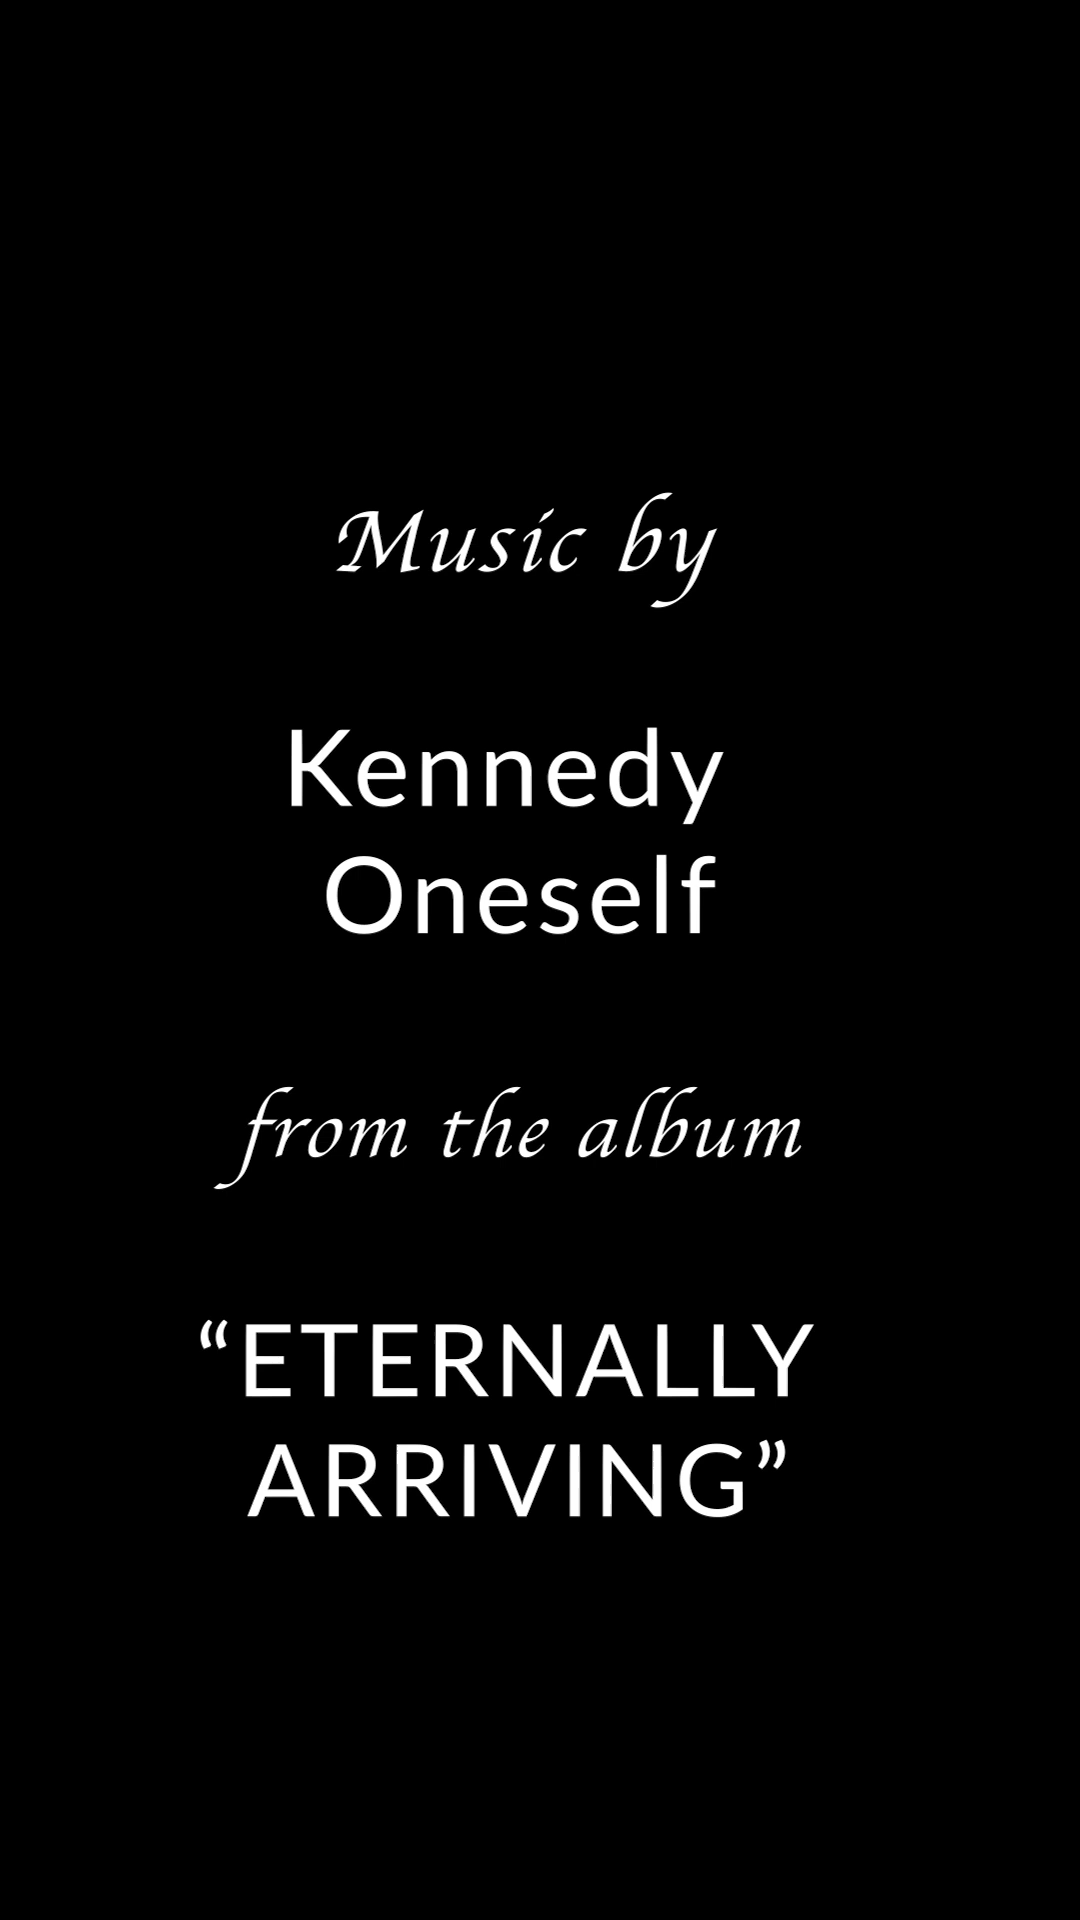 Music by
Kennedy
Oneself
from the album
“ETERNALLY
ARRIVING”